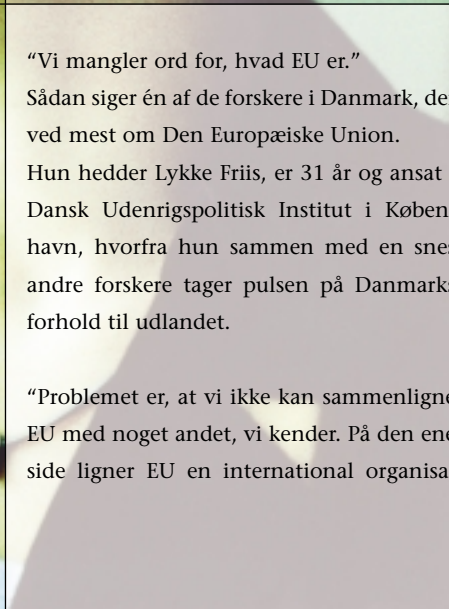 “Vi mangler ord for, hvad EU er.”
Sådan siger én af de forskere i Danmark, der
ved mest om Den Europæiske Union.
Hun hedder Lykke Friis, er 31 år og ansat
Dansk Udenrigspolitisk Institut i Køben
havn, hvorfra hun sammen med en snes
andre forskere tager pulsen på Danmarks
forhold til udlandet.
“Problemet er, at vi ikke kan sammenligne
EU med noget andet, vi kender. På den ene
side ligner EU en international organisa